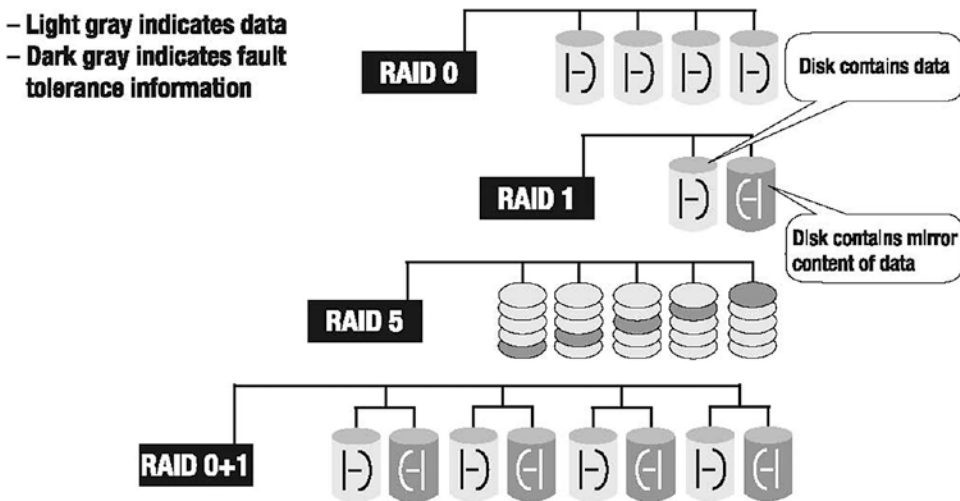 – Light gray indicates data
– Dark gray indicates fault
tolerance information
RAID 0
Disk contains data
RAID 1
Disk contains mirror
content of data
RAID 5
RAID 0+1